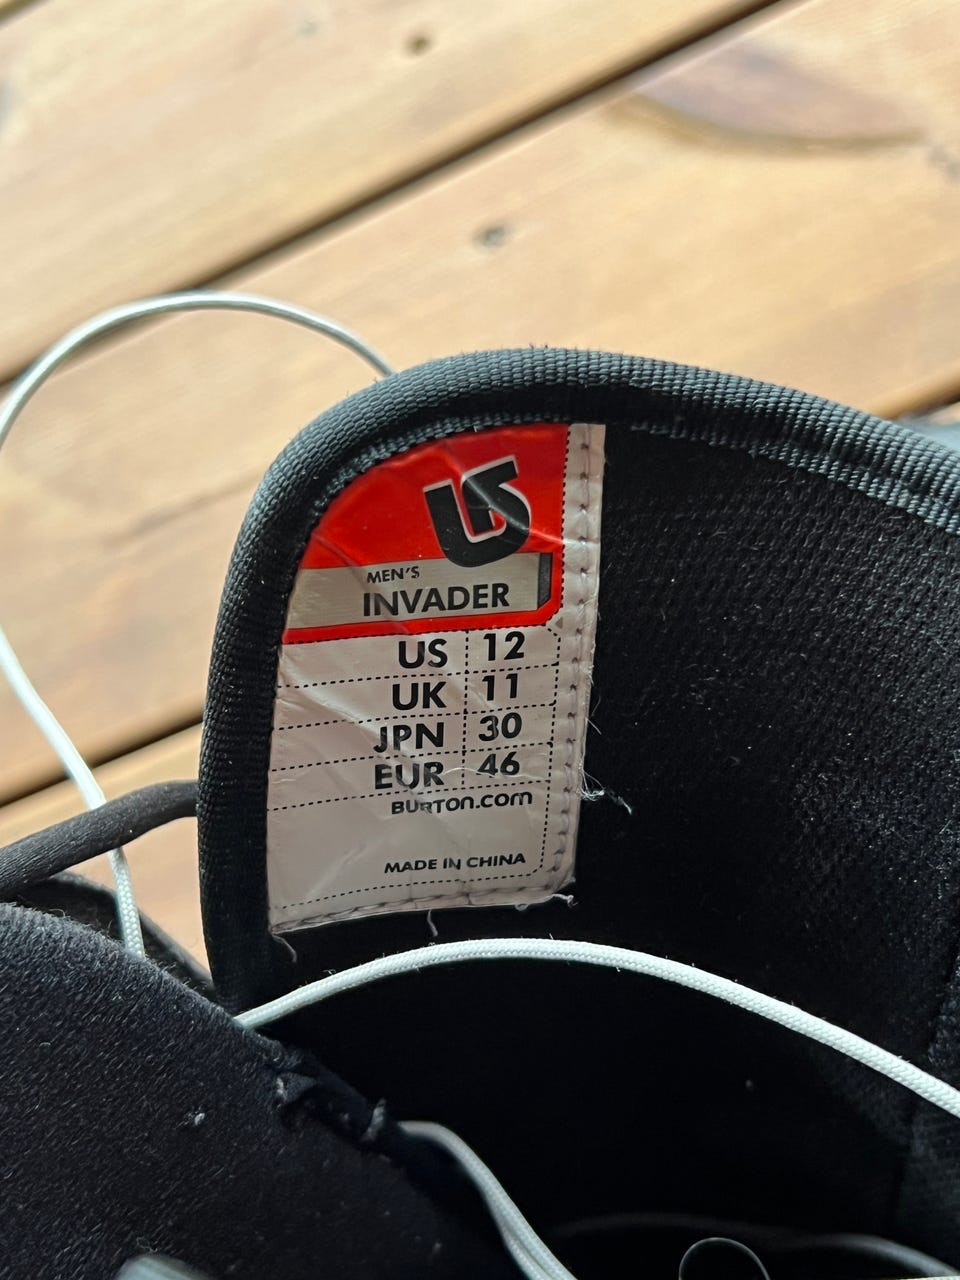 MEN'S
INVADER
US 12
UK 11
JPN 30
EUR 46
BURTON.COM
MADE IN CHINA